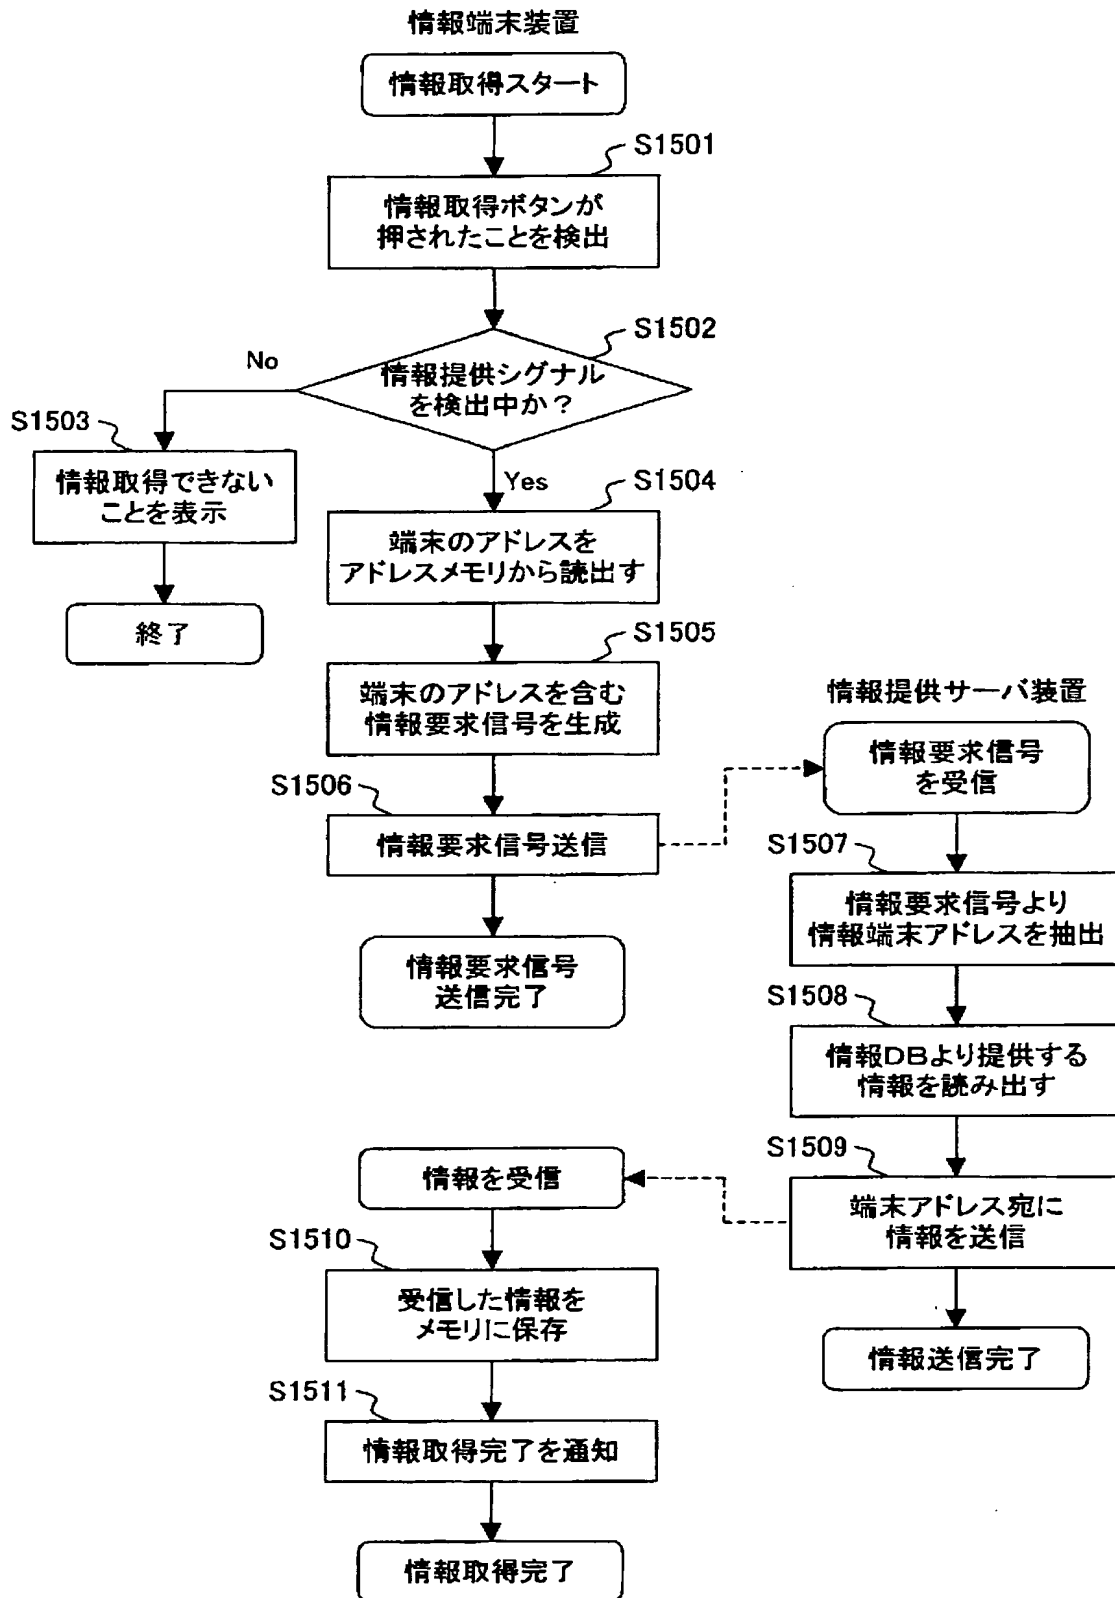 情報端末装置
情報取得スタート
S1501
情報取得ボタンが
押されたことを検出
S1502
No
情報提供シグナル
を検出中か？
S1503
情報取得できない
ことを表示
終了
Yes
S1504
端末のアドレスを
アドレスメモリから読出す
S1505
端末のアドレスを含む
情報要求信号を生成
S1506
情報要求信号送信
情報要求信号
送信完了
情報提供サーバ装置
情報要求信号
を受信
S1507
情報要求信号より
情報端末アドレスを抽出
S1508
情報DBより提供する
情報を読み出す
S1509
端末アドレス宛に
情報を送信
情報送信完了
情報を受信
S1510
受信した情報を
メモリに保存
S1511
情報取得完了を通知
情報取得完了